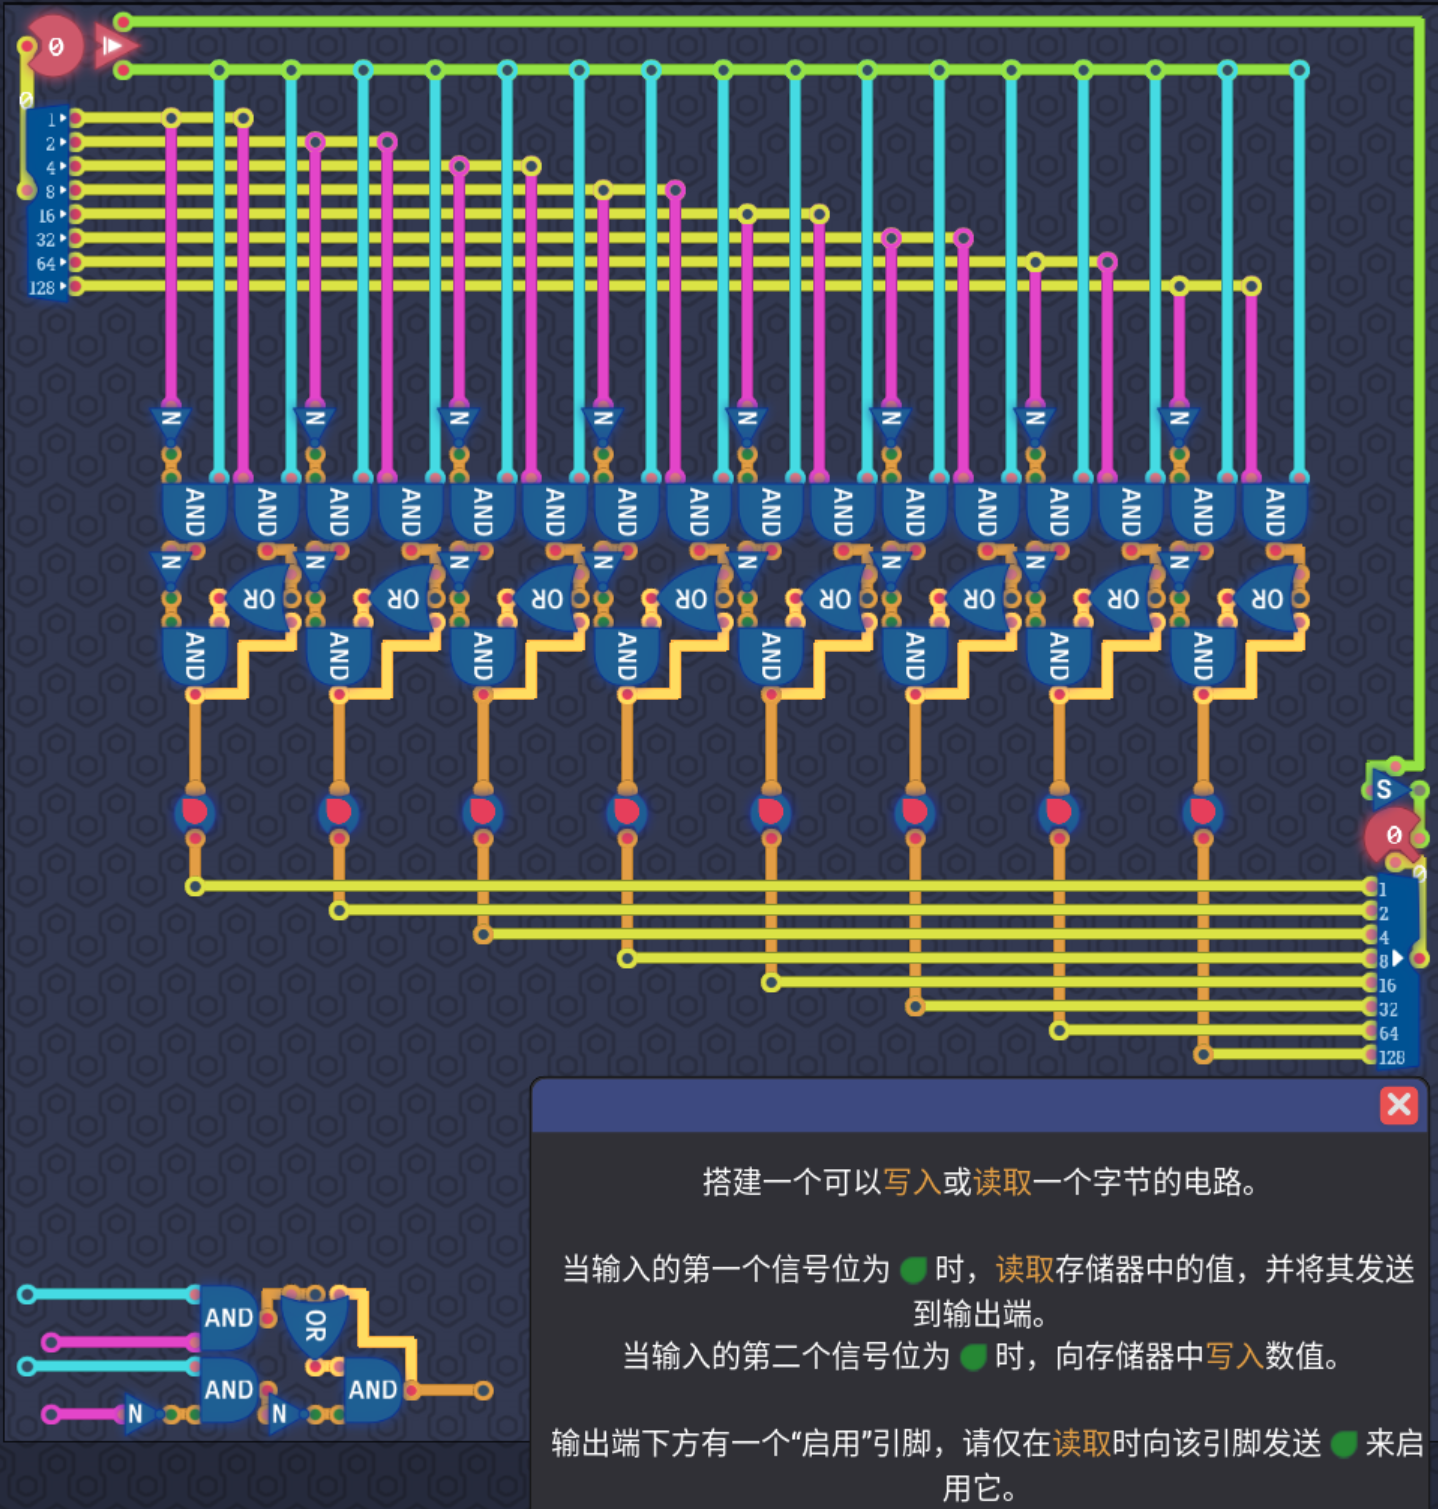 0
0
1
2
4
8
16
32
64
128
N N N N N N N N
AND AND AND AND AND AND AND AND AND AND AND AND AND AND AND AND
N N N N N N N N
OR OR OR OR OR OR OR OR
AND AND AND AND AND AND AND AND
S
0
0
1
2
4
8
16
32
64
128
搭建一个可以写入或读取一个字节的电路。
当输入的第一个信号位为 时，读取存储器中的值，并将其发送
到输出端。
当输入的第二个信号位为 时，向存储器中写入数值。
输出端下方有一个“启用”引脚，请仅在读取时向该引脚发送 来启
用它。
AND
OR
AND AND
N N